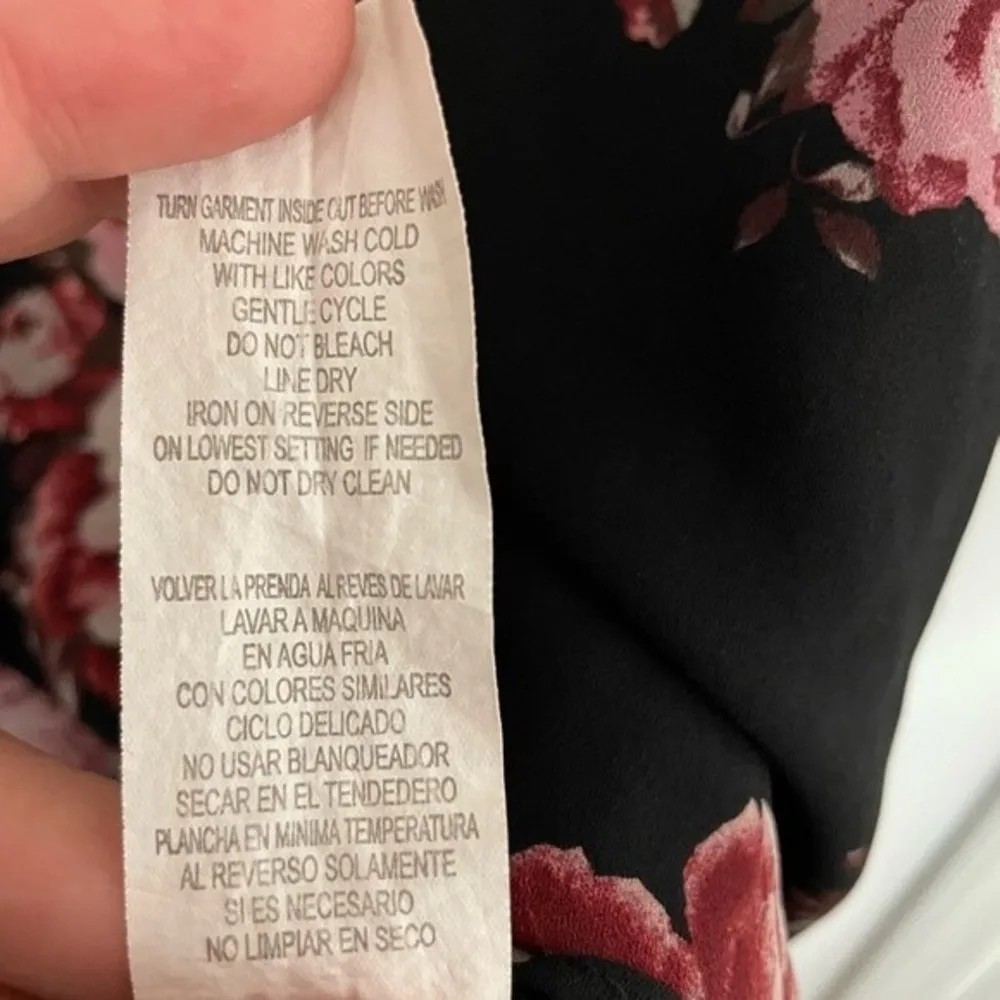 TURN GARMENT INSIDE OUT BEFORE WASH
MACHINE WASH COLD
WITH LIKE COLORS
GENTLE CYCLE
DO NOT BLEACH
LINE DRY
IRON ON REVERSE SIDE
ON LOWEST SETTING IF NEEDED
DO NOT DRY CLEAN
VOLVER LA PRENDA AL REVES DE LAVAR
LAVAR A MAQUINA
EN AGUA FRIA
CON COLORES SIMILARES
CICLO DELICADO
NO USAR BLANQUEADOR
SECAR EN EL TENDEDERO
PLANCHA EN MINIMA TEMPERATURA
AL REVERSO SOLAMENTE
SI ES NECESARIO
NO LIMPIAR EN SECO